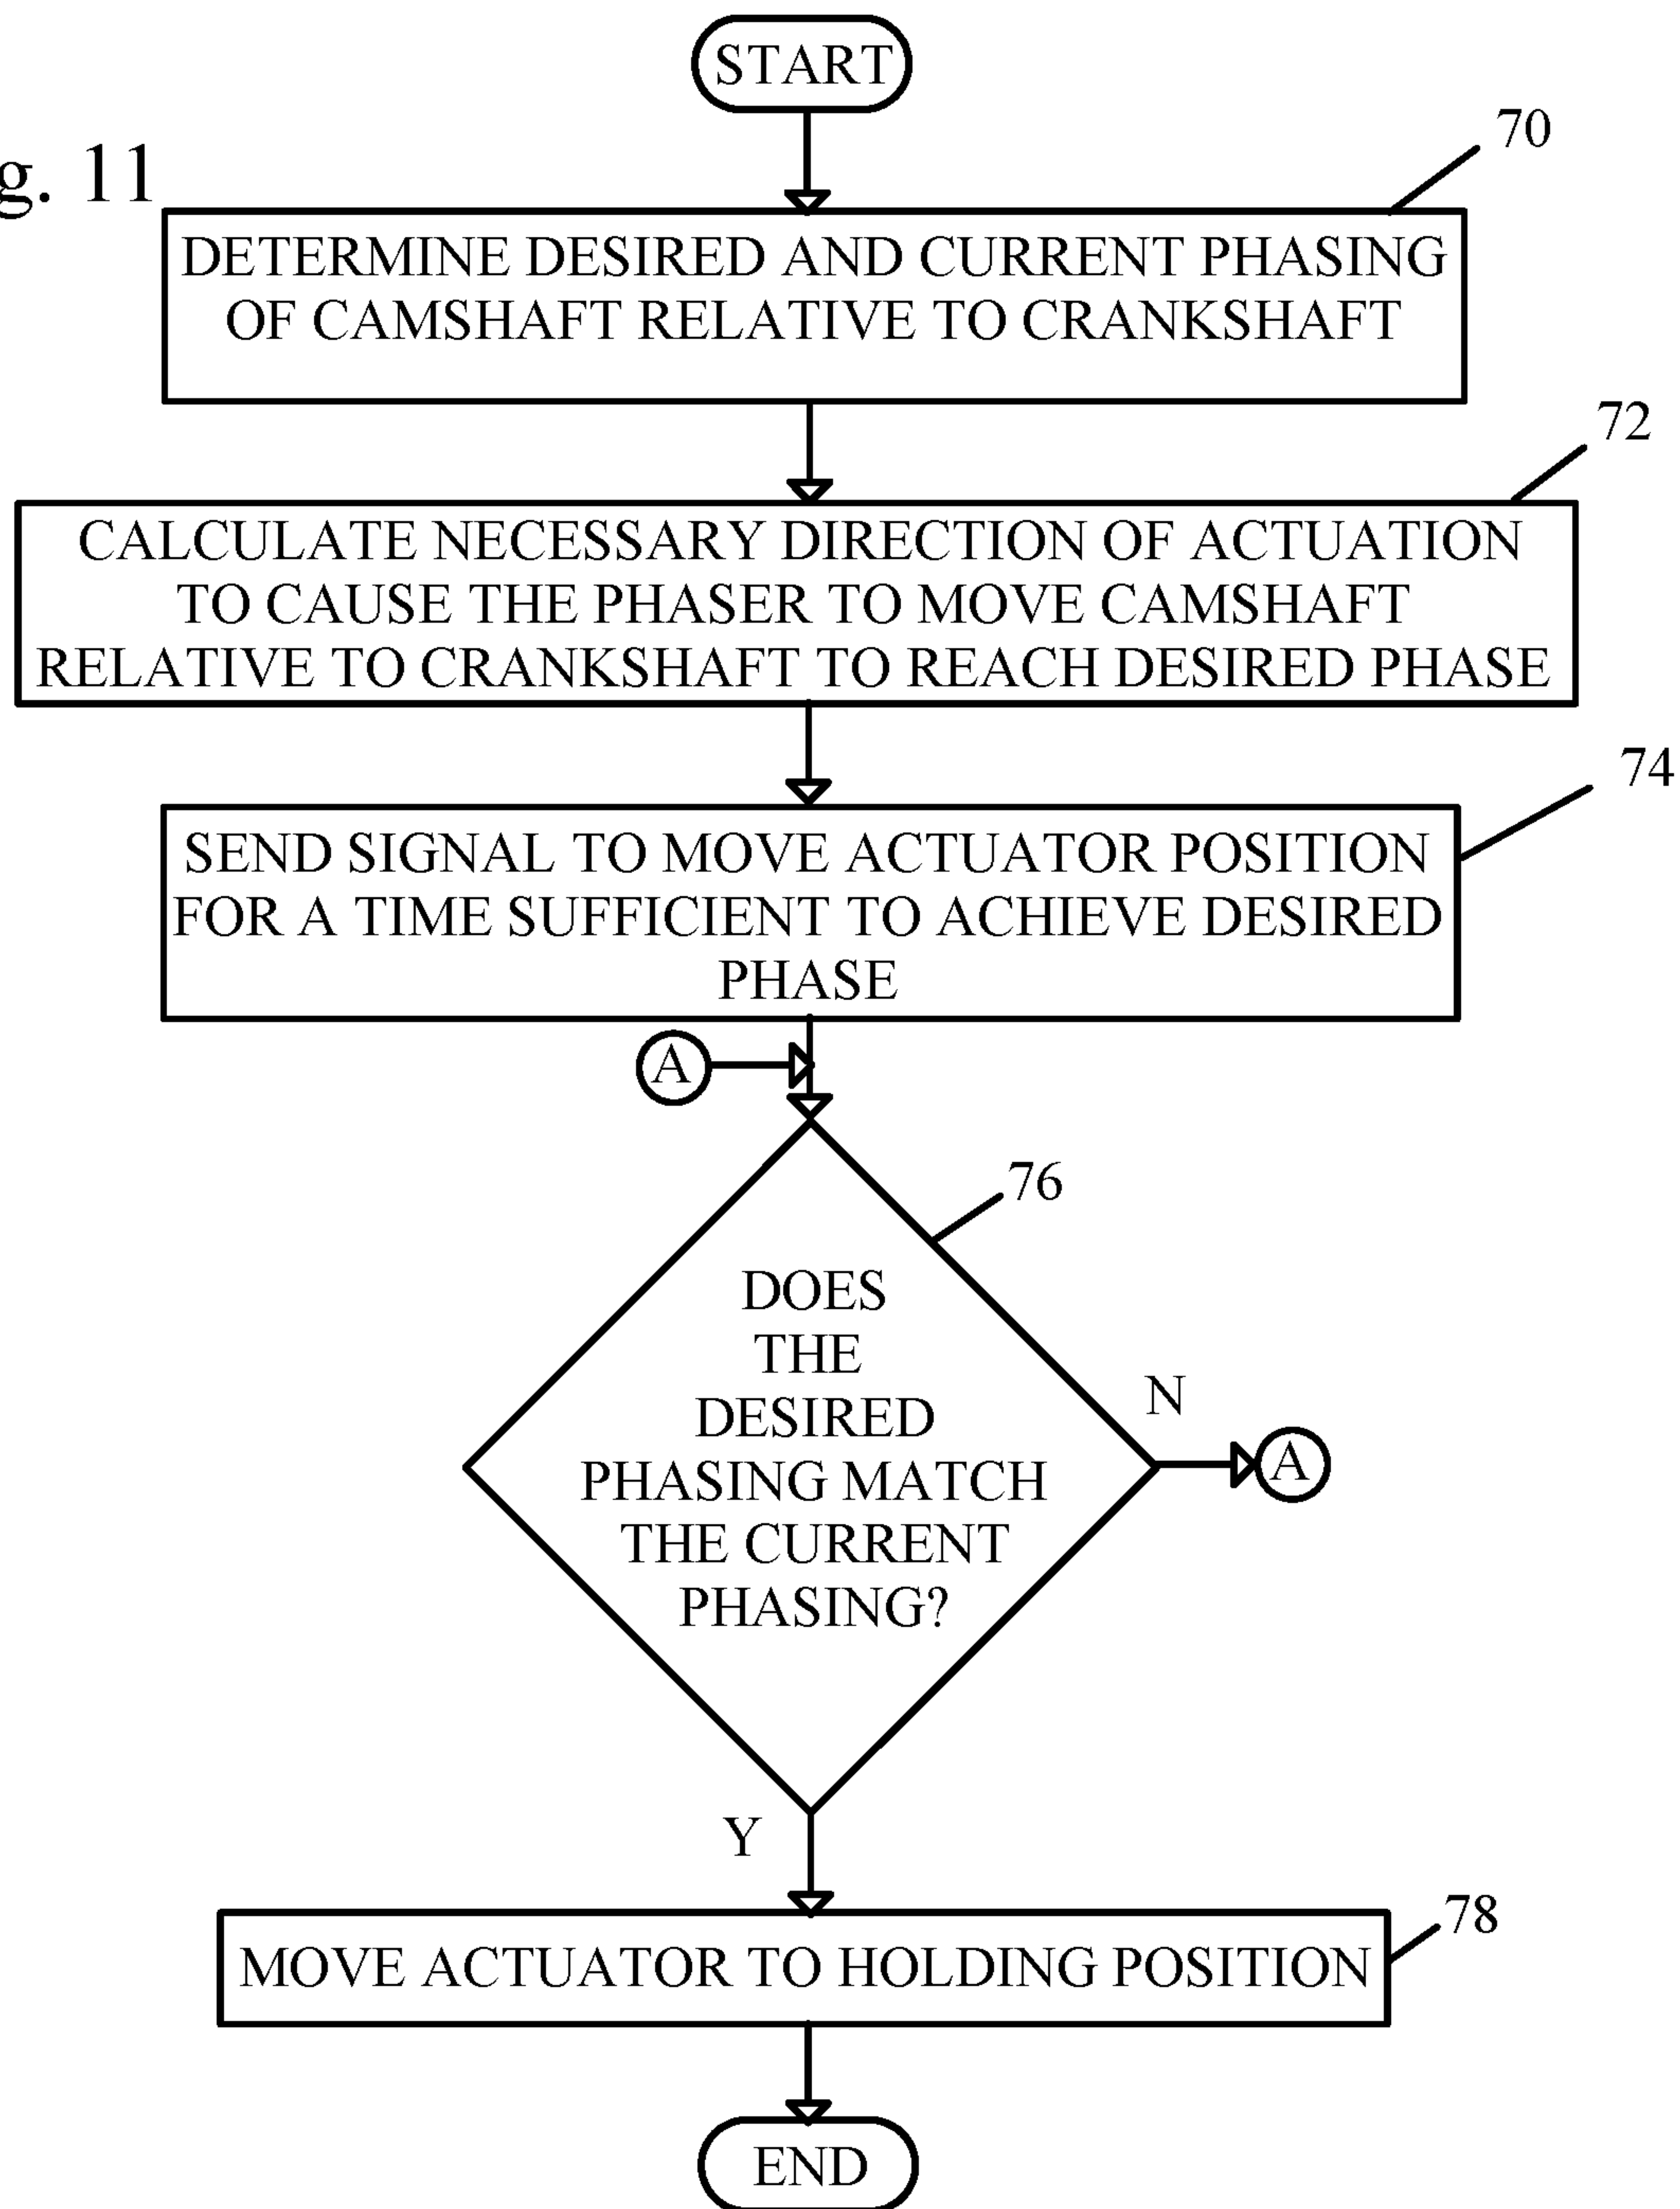 START
70
g. 11
DETERMINE DESIRED AND CURRENT PHASING
OF CAMSHAFT RELATIVE TO CRANKSHAFT
72
CALCULATE NECESSARY DIRECTION OF ACTUATION
TO CAUSE THE PHASER TO MOVE CAMSHAFT
RELATIVE TO CRANKSHAFT TO REACH DESIRED PHASE
74
SEND SIGNAL TO MOVE ACTUATOR POSITION
FOR A TIME SUFFICIENT TO ACHIEVE DESIRED
PHASE
A
76
DOES
THE
DESIRED
PHASING MATCH
THE CURRENT
PHASING?
N
A
Y
78
MOVE ACTUATOR TO HOLDING POSITION
END